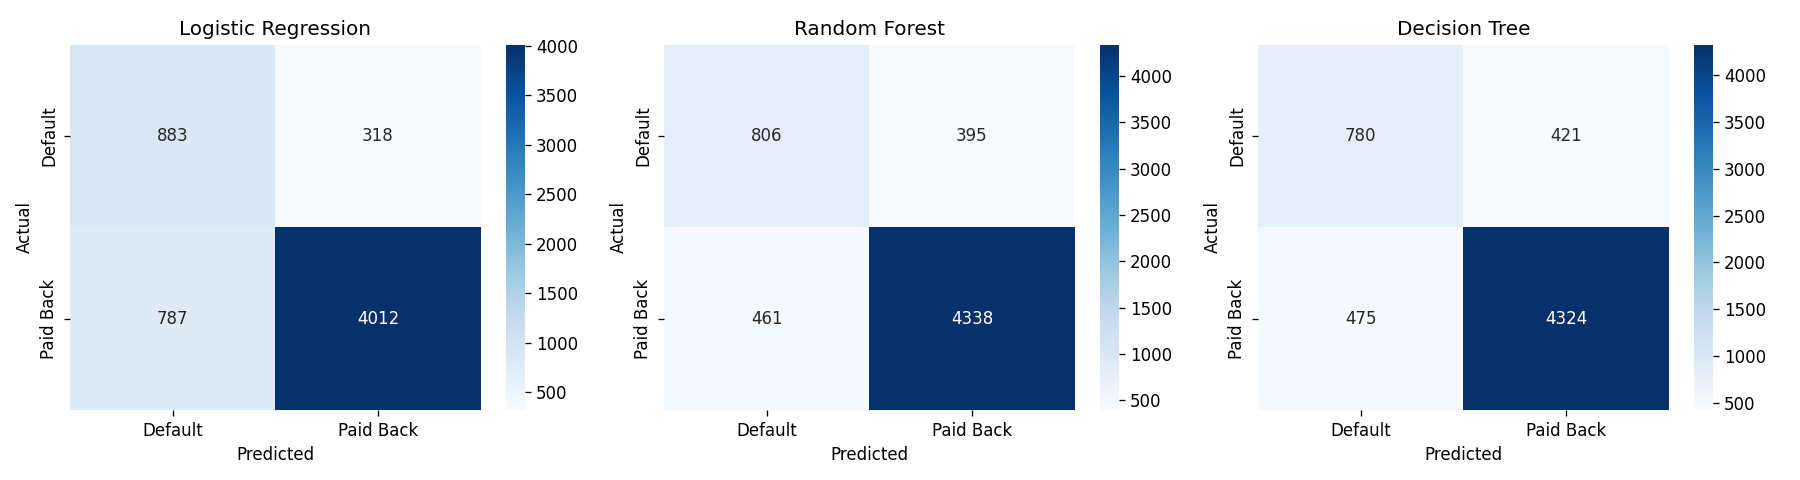 Logistic Regression
Default
Paid Back
Actual
883
318
787
4012
Default
Paid Back
Predicted
4000
3500
3000
2500
2000
1500
1000
500
Random Forest
Default
Paid Back
Actual
806
395
461
4338
Default
Paid Back
Predicted
4000
3500
3000
2500
2000
1500
1000
500
Decision Tree
Default
Paid Back
Actual
780
421
475
4324
Default
Paid Back
Predicted
4000
3500
3000
2500
2000
1500
1000
500